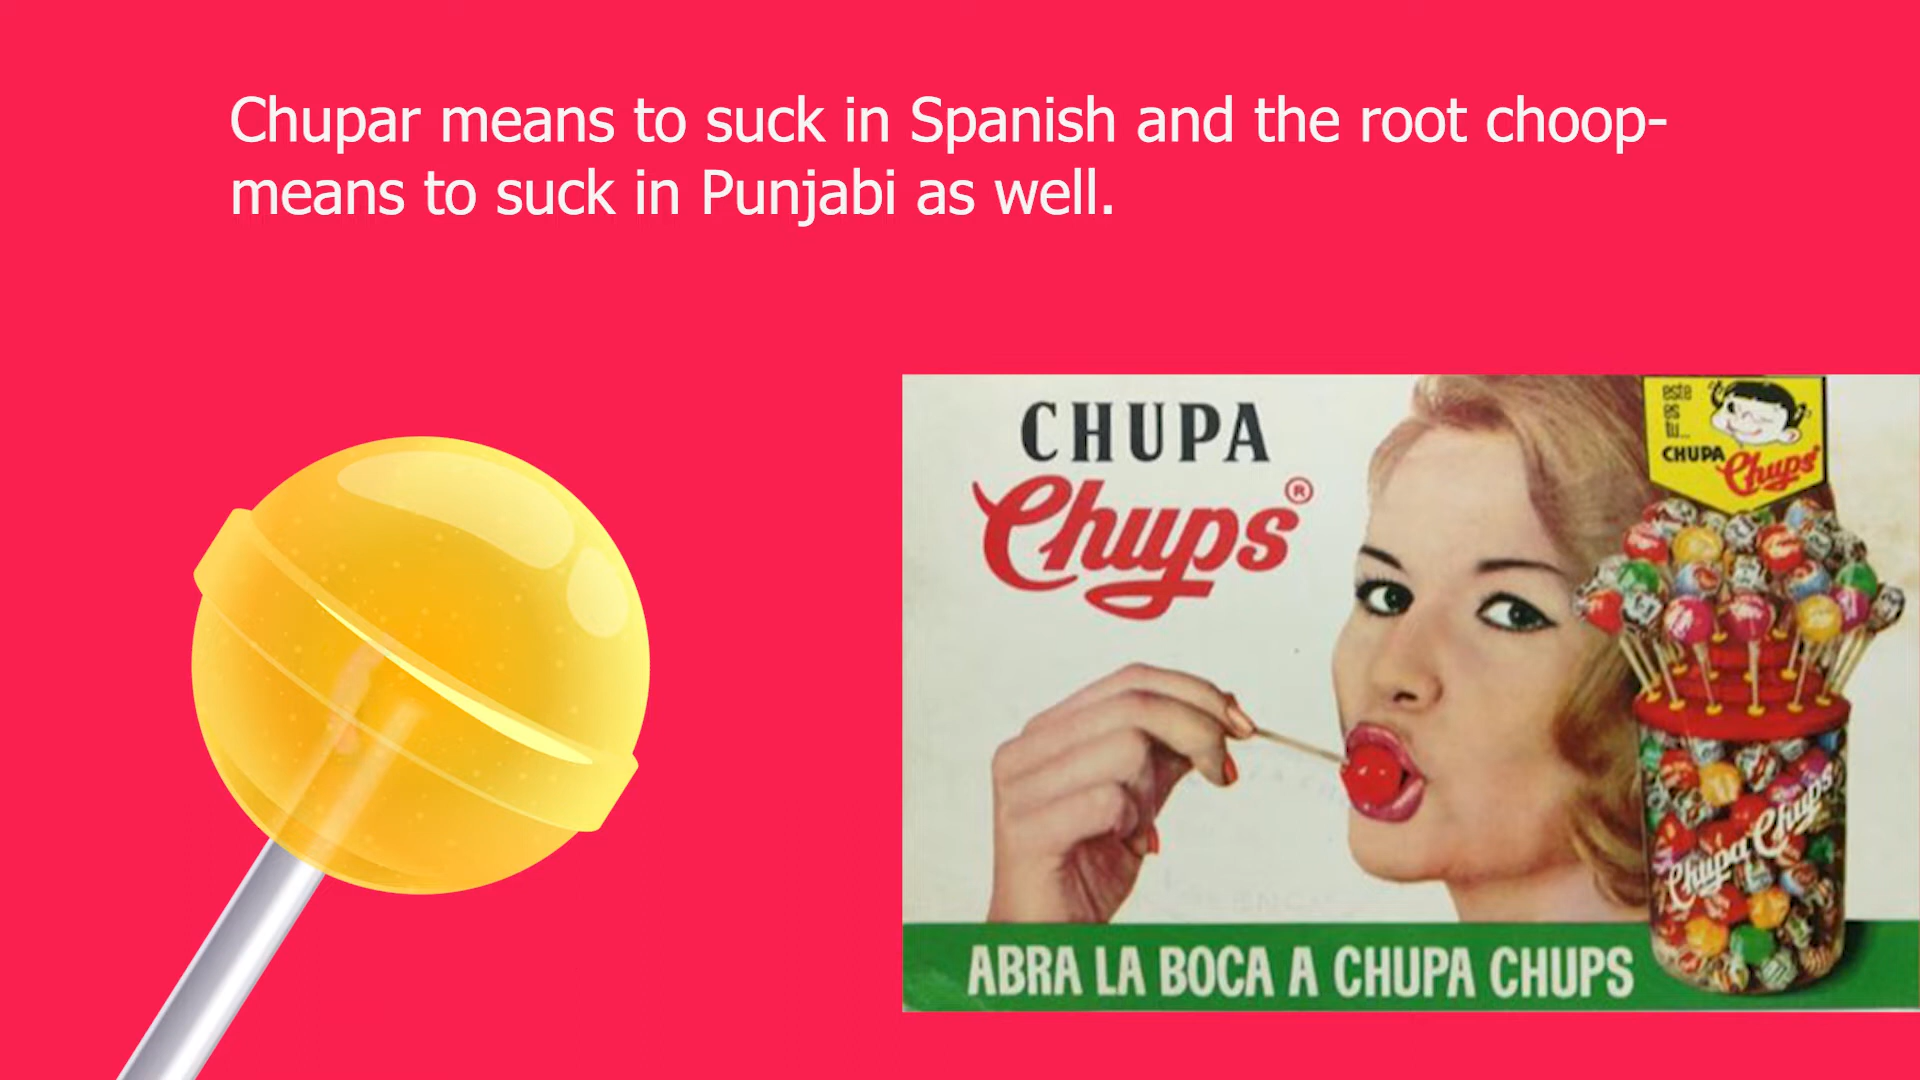 Chupar means to suck in Spanish and the root choop-
means to suck in Punjabi as well.
CHUPA
Chups®
este
es
tu...
CHUPA
Chups
Chupa Chups
ABRA LA BOCA A CHUPA CHUPS